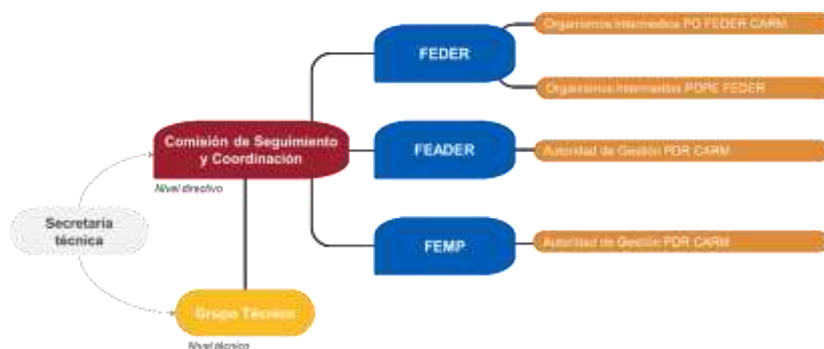 Organismos Intermedios PO FEDER CARM
FEDER
Organismos Intermedios POPE FEDER
Comisión de Seguimiento
y Coordinación
FEADER
Autoridad de Gestión PDR CARM
Nivel directivo
Secretaría
técnica
FEMP
Autoridad de Gestión PDR CARM
Grupo Técnico
Nivel técnico